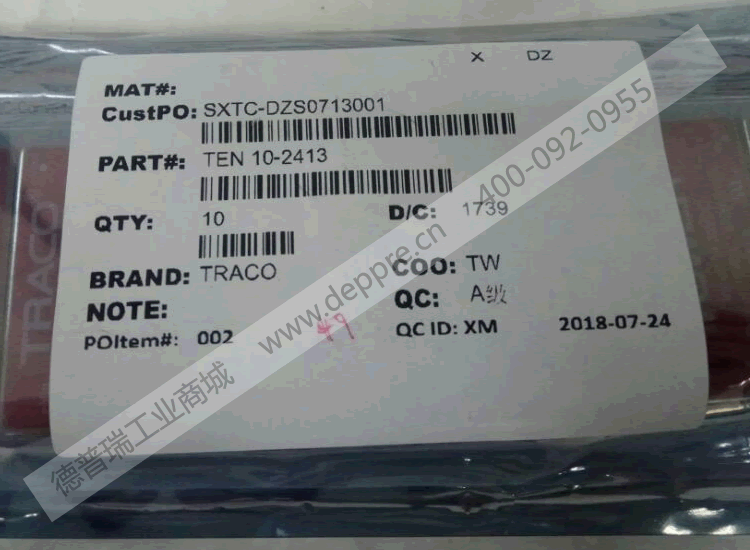 X DZ
MAT#:
CustPO: SXTC-DZS0713001
PART#: TEN 10-2413
QTY: 10 D/C: 1739
BRAND: TRACO COO: TW
NOTE: QC: A级
POItem#: 002 49 QC ID: XM 2018-07-24
TRACO
德普瑞工业商城 www.deppre.cn 400-092-0955